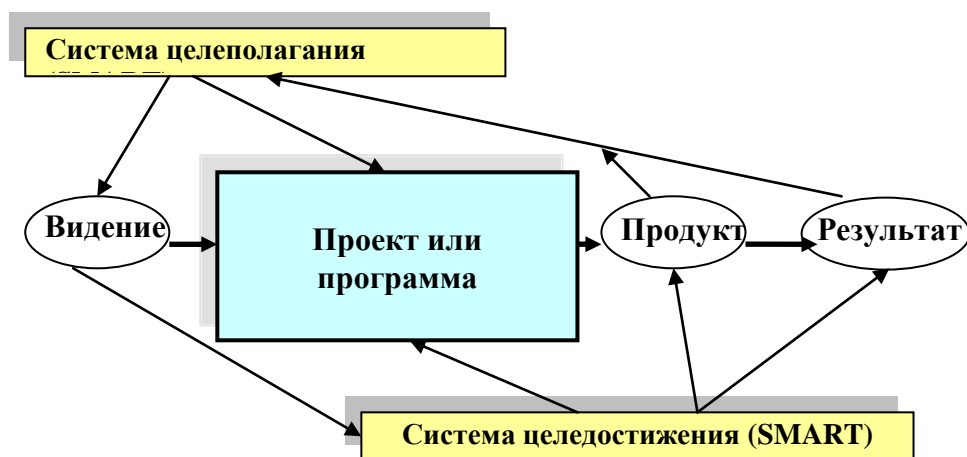 Система целеполагания
Видение
Проект или
программа
Продукт
Результат
Система целедостижения (SMART)